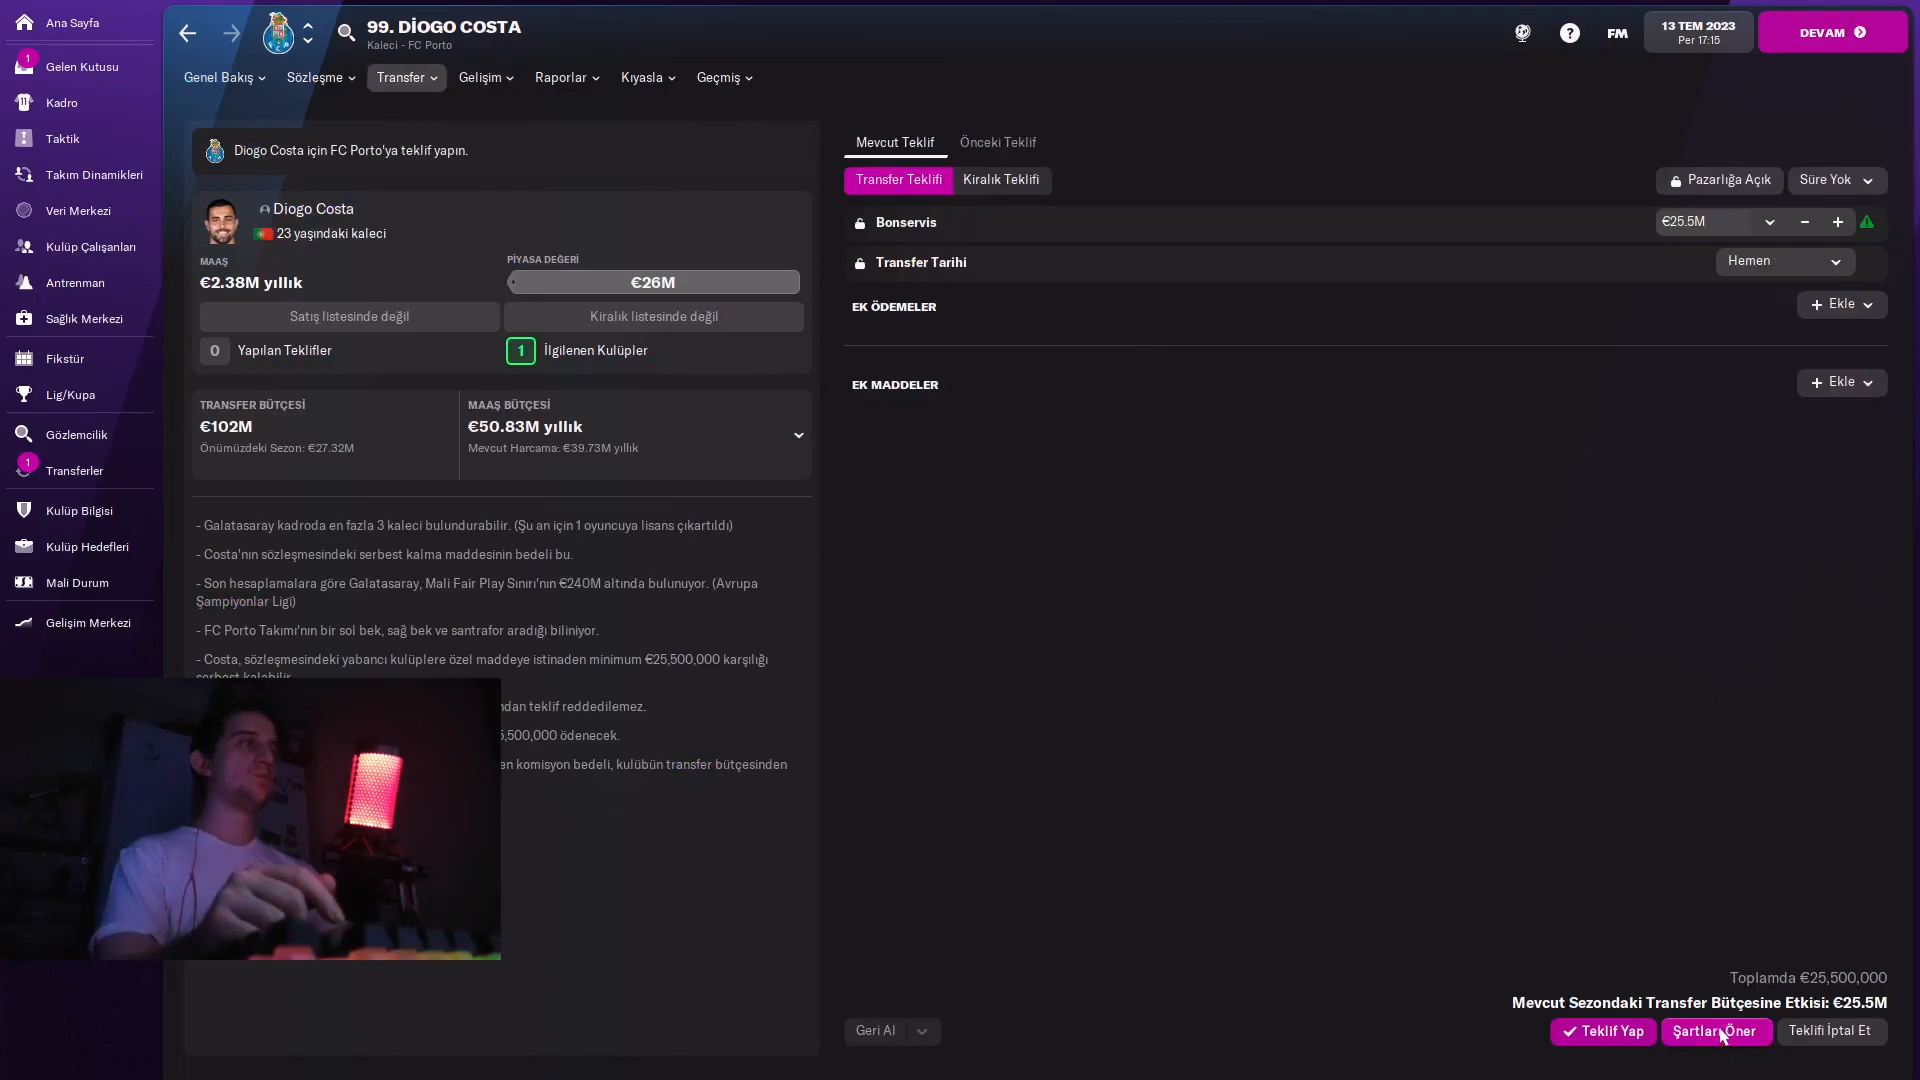 Ana Sayfa
1
Gelen Kutusu
Kadro
Taktik
Takım Dinamikleri
Veri Merkezi
Kulüp Çalışanları
Antrenman
Sağlık Merkezi
Fikstür
Lig/Kupa
Gözlemcilik
1
Transferler
Kulüp Bilgisi
Kulüp Hedefleri
Mali Durum
Gelişim Merkezi
99. DİOGO COSTA
Kaleci - FC Porto
FM
13 TEM 2023
Per 17:15
DEVAM
Genel Bakış
Sözleşme
Transfer
Gelişim
Raporlar
Kıyasla
Geçmiş
Diogo Costa için FC Porto'ya teklif yapın.
Diogo Costa
23 yaşındaki kaleci
MAAŞ
€2.38M yıllık
PİYASA DEĞERİ
€26M
Satış listesinde değil
Kiralık listesinde değil
0 Yapılan Teklifler
1 İlgilenen Kulüpler
TRANSFER BÜTÇESİ
€102M
Önümüzdeki Sezon: €27.32M
MAAŞ BÜTÇESİ
€50.83M yıllık
Mevcut Harcama: €39.73M yıllık
- Galatasaray kadroda en fazla 3 kaleci bulundurabilir. (Şu an için 1 oyuncuya lisans çıkartıldı)
- Costa'nın sözleşmesindeki serbest kalma maddesinin bedeli bu.
- Son hesaplamalara göre Galatasaray, Mali Fair Play Sınırı'nın €240M altında bulunuyor. (Avrupa
Şampiyonlar Ligi)
- FC Porto Takımı'nın bir sol bek, sağ bek ve santrafor aradığı biliniyor.
- Costa, sözleşmesindeki yabancı kulüplere özel maddeye istinaden minimum €25,500,000 karşılığı
serbest kalabilir.
ndan teklif reddedilemez.
5,500,000 ödenecek.
en komisyon bedeli, kulübün transfer bütçesinden
Mevcut Teklif
Önceki Teklif
Transfer Teklifi
Kiralık Teklifi
Pazarlığa Açık
Süre Yok
Bonservis
€25.5M
Transfer Tarihi
Hemen
EK ÖDEMELER
+ Ekle
EK MADDELER
+ Ekle
Toplamda €25,500,000
Mevcut Sezondaki Transfer Bütçesine Etkisi: €25.5M
Geri Al
Teklif Yap
Şartları Öner
Teklifi İptal Et